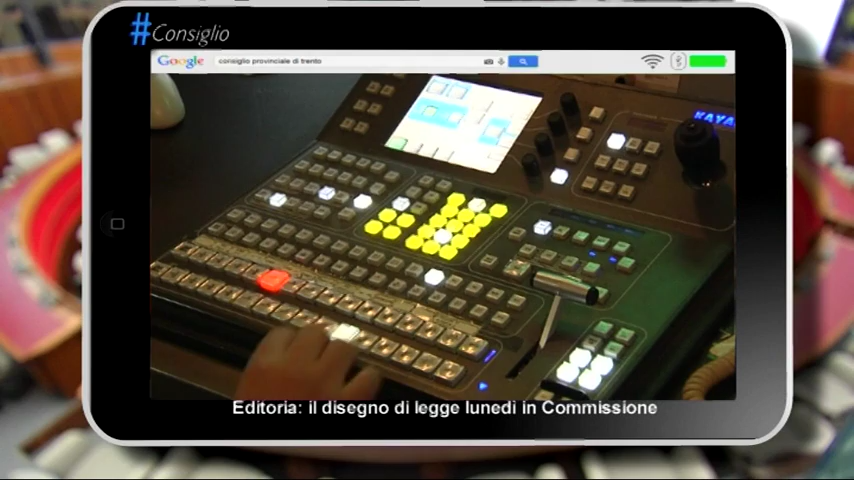 #Consiglio
Google consiglio provinciale di trento
KAYA
Editoria: il disegno di legge lunedì in Commissione